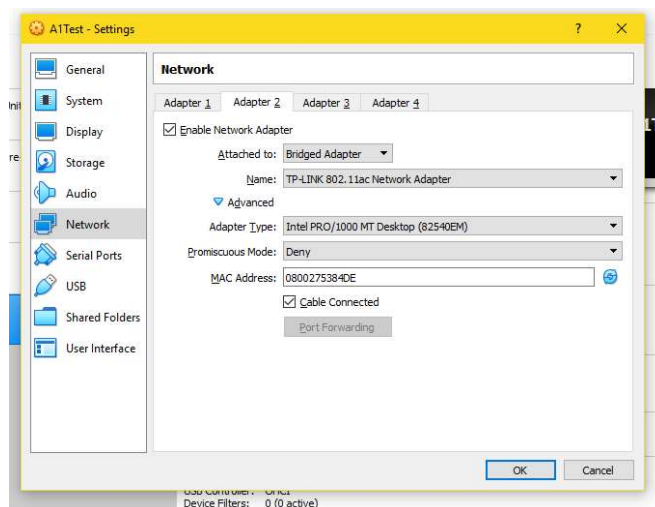 A1Test - Settings
? ×
General
System
Display
Storage
Audio
Network
Serial Ports
USB
Shared Folders
User Interface
Network
Adapter 1 Adapter 2 Adapter 3 Adapter 4
Enable Network Adapter
Attached to: Bridged Adapter
Name: TP-LINK 802.11ac Network Adapter
Advanced
Adapter Type: Intel PRO/1000 MT Desktop (82540EM)
Promiscuous Mode: Deny
MAC Address: 0800275384DE
Cable Connected
Port Forwarding
OK Cancel
USB Controller: OHCI
Device Filters: 0 (0 active)